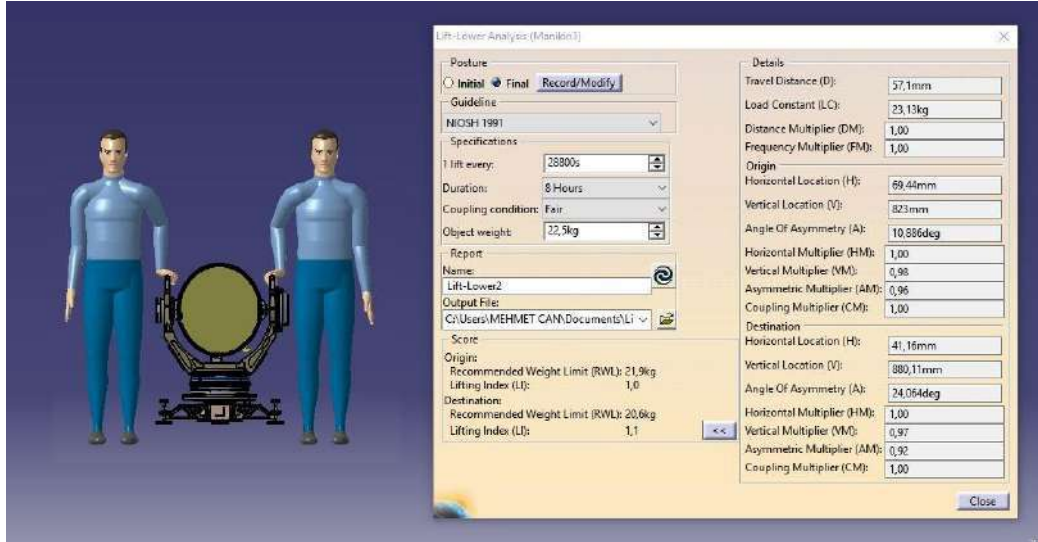 Lift-Lower Analysis (Manikin3)
Posture
Initial Final Record/Modify
Guideline
NIOSH 1991
Specifications
1 lift every: 28800s
Duration: 8 Hours
Coupling condition: Fair
Object weight: 22,5kg
Report
Name:
Lift-Lower2
Output File:
C:\Users\MEHMET CAN\Documents\Li
Score
Origin:
Recommended Weight Limit (RWL): 21,9kg
Lifting Index (LI): 1,0
Destination:
Recommended Weight Limit (RWL): 20,6kg
Lifting Index (LI): 1,1
<<
Details
Travel Distance (D): 57,1mm
Load Constant (LC): 23,13kg
Distance Multiplier (DM): 1,00
Frequency Multiplier (FM): 1,00
Origin
Horizontal Location (H): 69,44mm
Vertical Location (V): 823mm
Angle Of Asymmetry (A): 10,886deg
Horizontal Multiplier (HM): 1,00
Vertical Multiplier (VM): 0,98
Asymmetric Multiplier (AM): 0,96
Coupling Multiplier (CM): 1,00
Destination
Horizontal Location (H): 41,16mm
Vertical Location (V): 880,11mm
Angle Of Asymmetry (A): 24,064deg
Horizontal Multiplier (HM): 1,00
Vertical Multiplier (VM): 0,97
Asymmetric Multiplier (AM): 0,92
Coupling Multiplier (CM): 1,00
Close